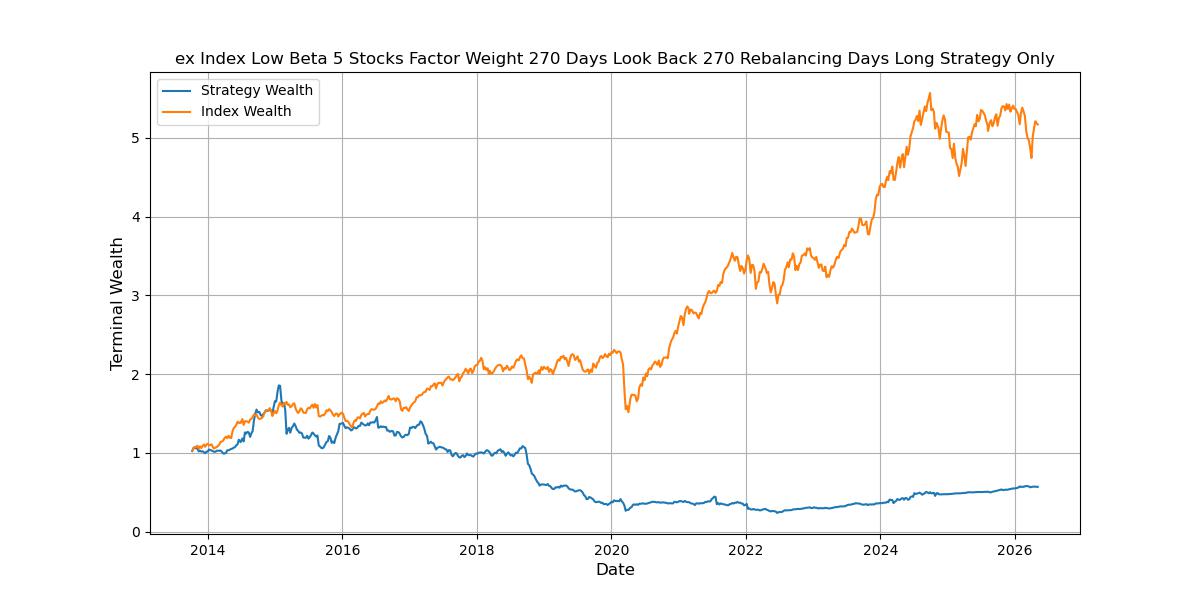 ex Index Low Beta 5 Stocks Factor Weight 270 Days Look Back 270 Rebalancing Days Long Strategy Only
Strategy Wealth
Index Wealth
Terminal Wealth
5
4
3
2
1
0
2014 2016 2018 2020 2022 2024 2026
Date